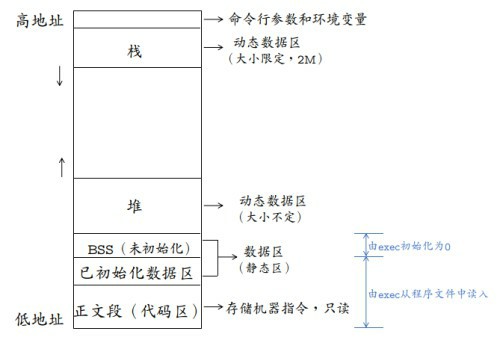 高地址
命令行参数和环境变量
栈
动态数据区
（大小限定，2M）
堆
动态数据区
（大小不定）
BSS（未初始化）
数据区
（静态区）
由exec初始化为0
已初始化数据区
由exec从程序文件中读入
正文段（代码区）
存储机器指令，只读
低地址